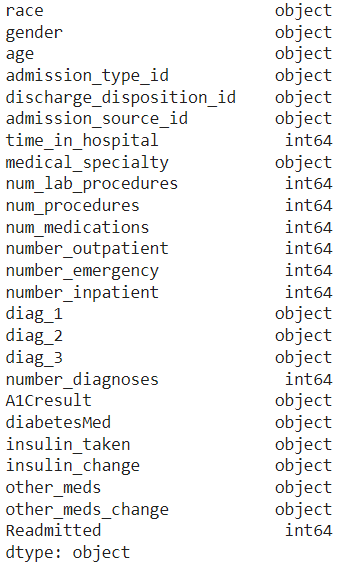 race object
gender object
age object
admission_type_id object
discharge_disposition_id object
admission_source_id object
time_in_hospital int64
medical_specialty object
num_lab_procedures int64
num_procedures int64
num_medications int64
number_outpatient int64
number_emergency int64
number_inpatient int64
diag_1 object
diag_2 object
diag_3 object
number_diagnoses int64
A1Cresult object
diabetesMed object
insulin_taken object
insulin_change object
other_meds object
other_meds_change object
Readmitted int64
dtype: object